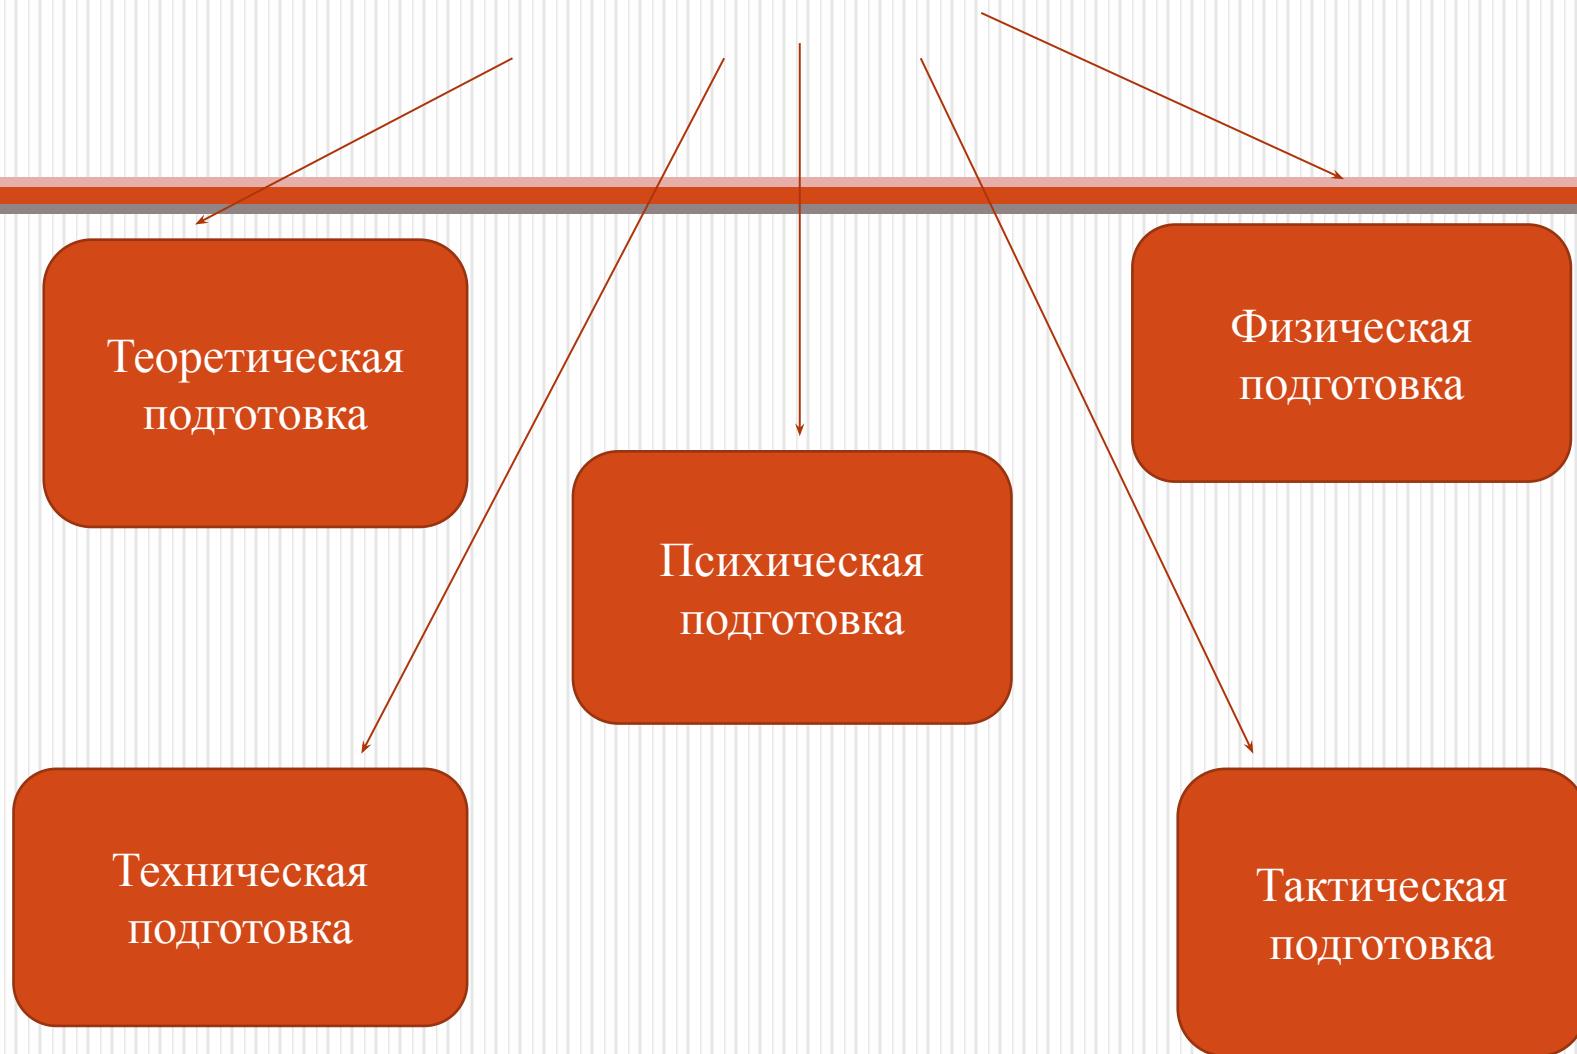 Теоретическая
подготовка
Физическая
подготовка
Психическая
подготовка
Техническая
подготовка
Тактическая
подготовка